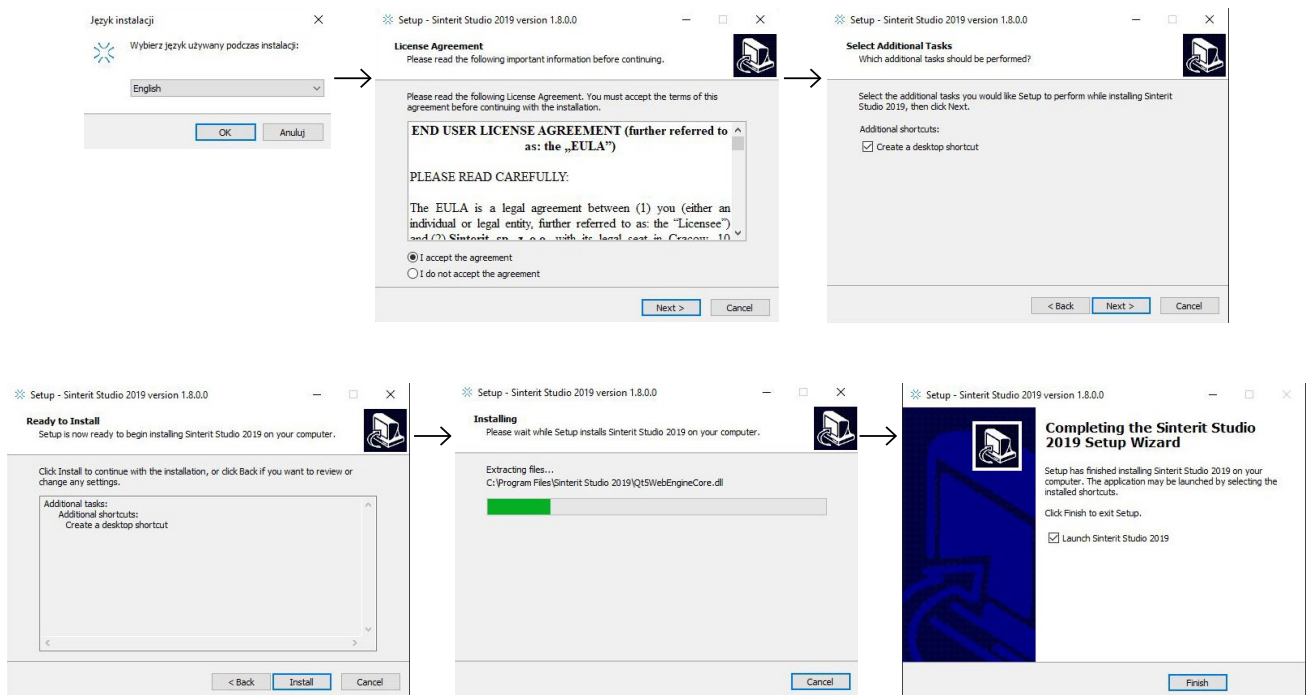 Język instalacji
Wybierz język używany podczas instalacji:
English
OK
Anuluj
Setup - Sinterit Studio 2019 version 1.8.0.0
License Agreement
Please read the following important information before continuing.
Please read the following License Agreement. You must accept the terms of this
agreement before continuing with the installation.
END USER LICENSE AGREEMENT (further referred to
as: the „EULA”)
PLEASE READ CAREFULLY:
The EULA is a legal agreement between (1) you (either an
individual or legal entity, further referred to as: the “Licensee”)
and (2) Sinterit sp. z o.o. with its legal seat in Cracow, 10
I accept the agreement
I do not accept the agreement
Next >
Cancel
Setup - Sinterit Studio 2019 version 1.8.0.0
Select Additional Tasks
Which additional tasks should be performed?
Select the additional tasks you would like Setup to perform while installing Sinterit
Studio 2019, then click Next.
Additional shortcuts:
Create a desktop shortcut
< Back
Next >
Cancel
Setup - Sinterit Studio 2019 version 1.8.0.0
Ready to Install
Setup is now ready to begin installing Sinterit Studio 2019 on your computer.
Click Install to continue with the installation, or click Back if you want to review or
change any settings.
Additional tasks:
Additional shortcuts:
Create a desktop shortcut
< Back
Install
Cancel
Setup - Sinterit Studio 2019 version 1.8.0.0
Installing
Please wait while Setup installs Sinterit Studio 2019 on your computer.
Extracting files...
C:\Program Files\Sinterit Studio 2019\Qt5WebEngineCore.dll
Cancel
Setup - Sinterit Studio 2019 version 1.8.0.0
Completing the Sinterit Studio
2019 Setup Wizard
Setup has finished installing Sinterit Studio 2019 on your
computer. The application may be launched by selecting the
installed shortcuts.
Click Finish to exit Setup.
Launch Sinterit Studio 2019
Finish